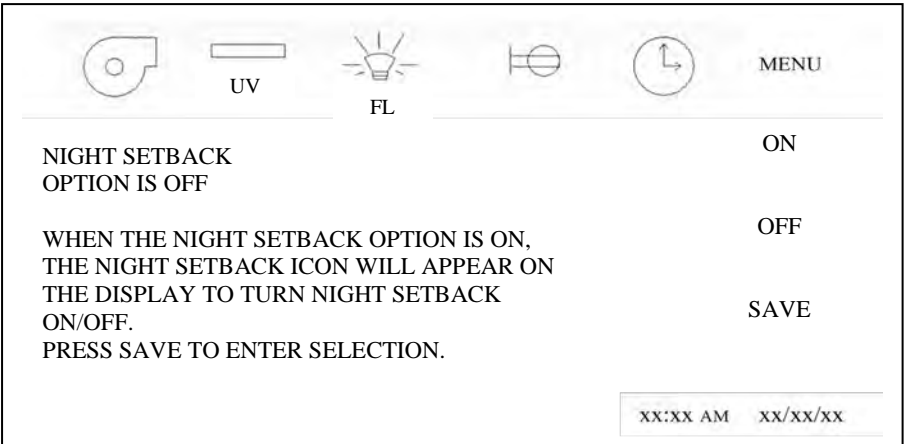 UV
FL
MENU
NIGHT SETBACK
OPTION IS OFF
WHEN THE NIGHT SETBACK OPTION IS ON,
THE NIGHT SETBACK ICON WILL APPEAR ON
THE DISPLAY TO TURN NIGHT SETBACK
ON/OFF.
PRESS SAVE TO ENTER SELECTION.
ON
OFF
SAVE
xx:xx AM xx/xx/xx